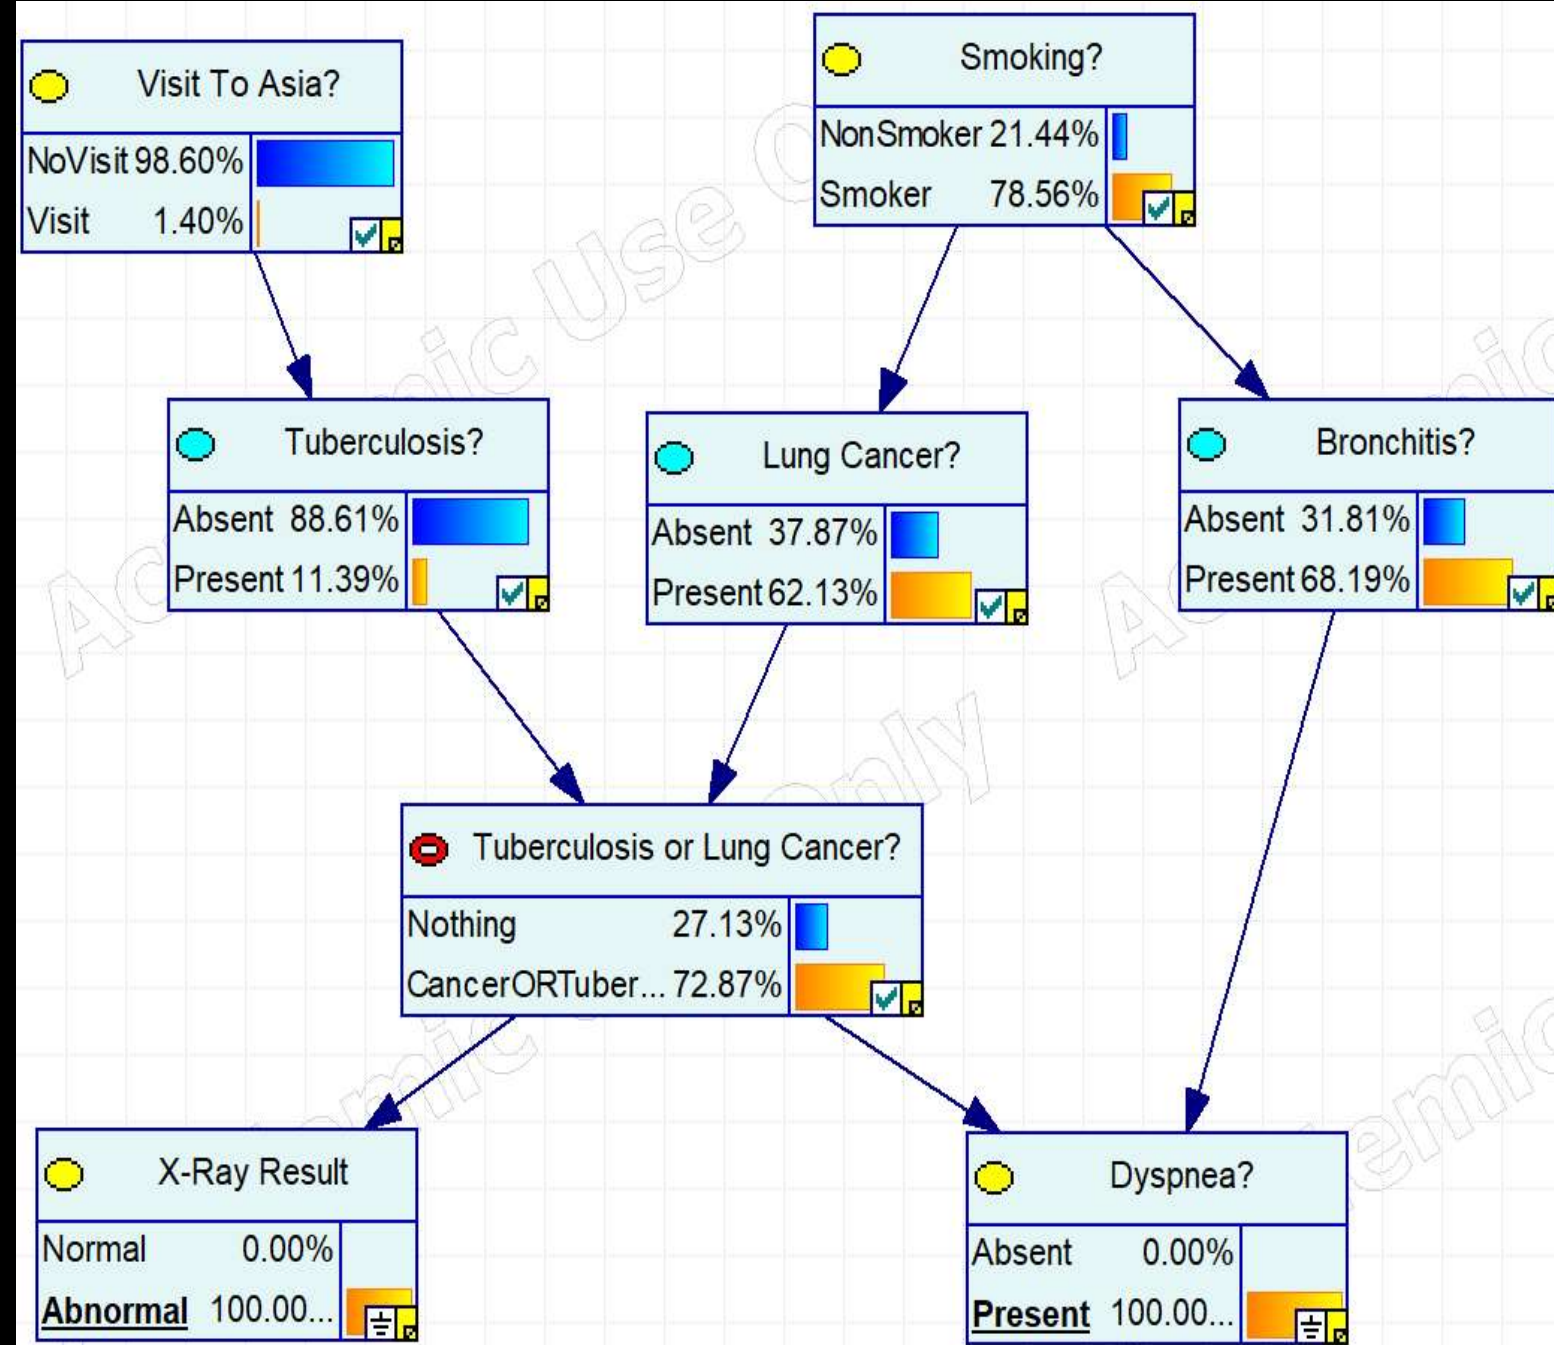 Visit To Asia?
NoVisit 98.60%
Visit 1.40%
Smoking?
NonSmoker 21.44%
Smoker 78.56%
Tuberculosis?
Absent 88.61%
Present 11.39%
Lung Cancer?
Absent 37.87%
Present 62.13%
Bronchitis?
Absent 31.81%
Present 68.19%
Tuberculosis or Lung Cancer?
Nothing 27.13%
CancerORTuber... 72.87%
X-Ray Result
Normal 0.00%
Abnormal 100.00...
Dyspnea?
Absent 0.00%
Present 100.00...